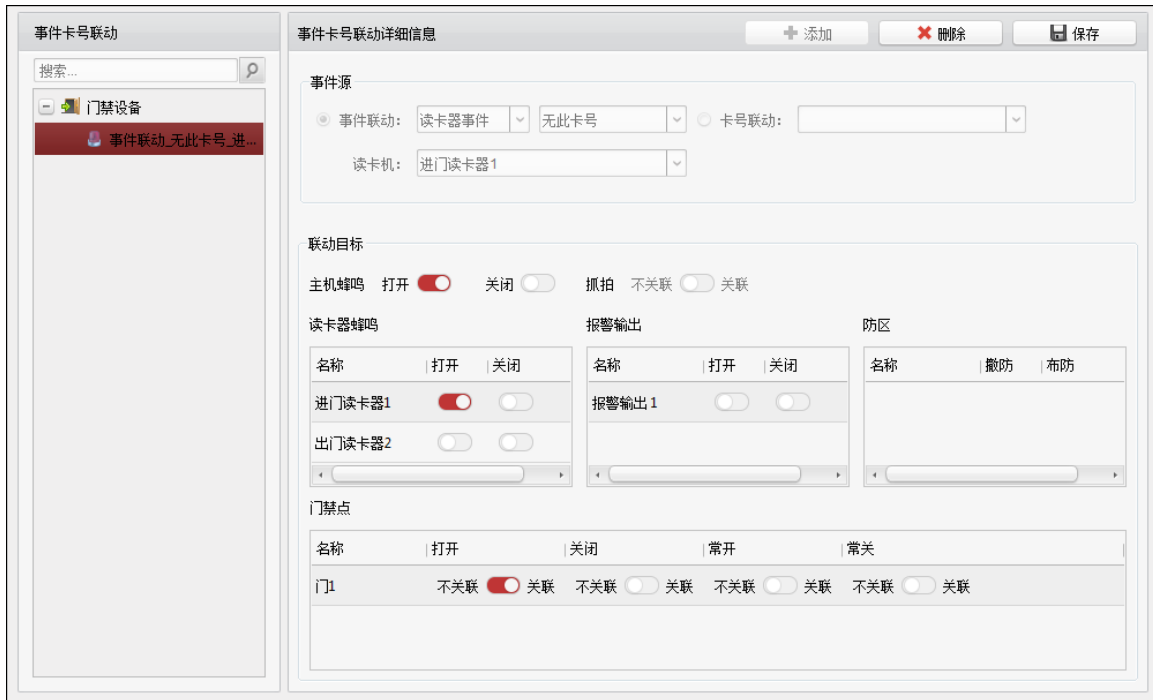 事件卡号联动
搜索...
门禁设备
事件联动_无此卡号_进...
事件卡号联动详细信息 添加 删除 保存
事件源
事件联动: 读卡器事件 无此卡号 卡号联动:
读卡机: 进门读卡器1
联动目标
主机蜂鸣 打开 关闭 抓拍 不关联 关联
读卡器蜂鸣 报警输出 防区
名称 打开 关闭 名称 打开 关闭 名称 撤防 布防
进门读卡器1 报警输出1
出门读卡器2
门禁点
名称 打开 关闭 常开 常关
门1 不关联 关联 不关联 关联 不关联 关联 不关联 关联